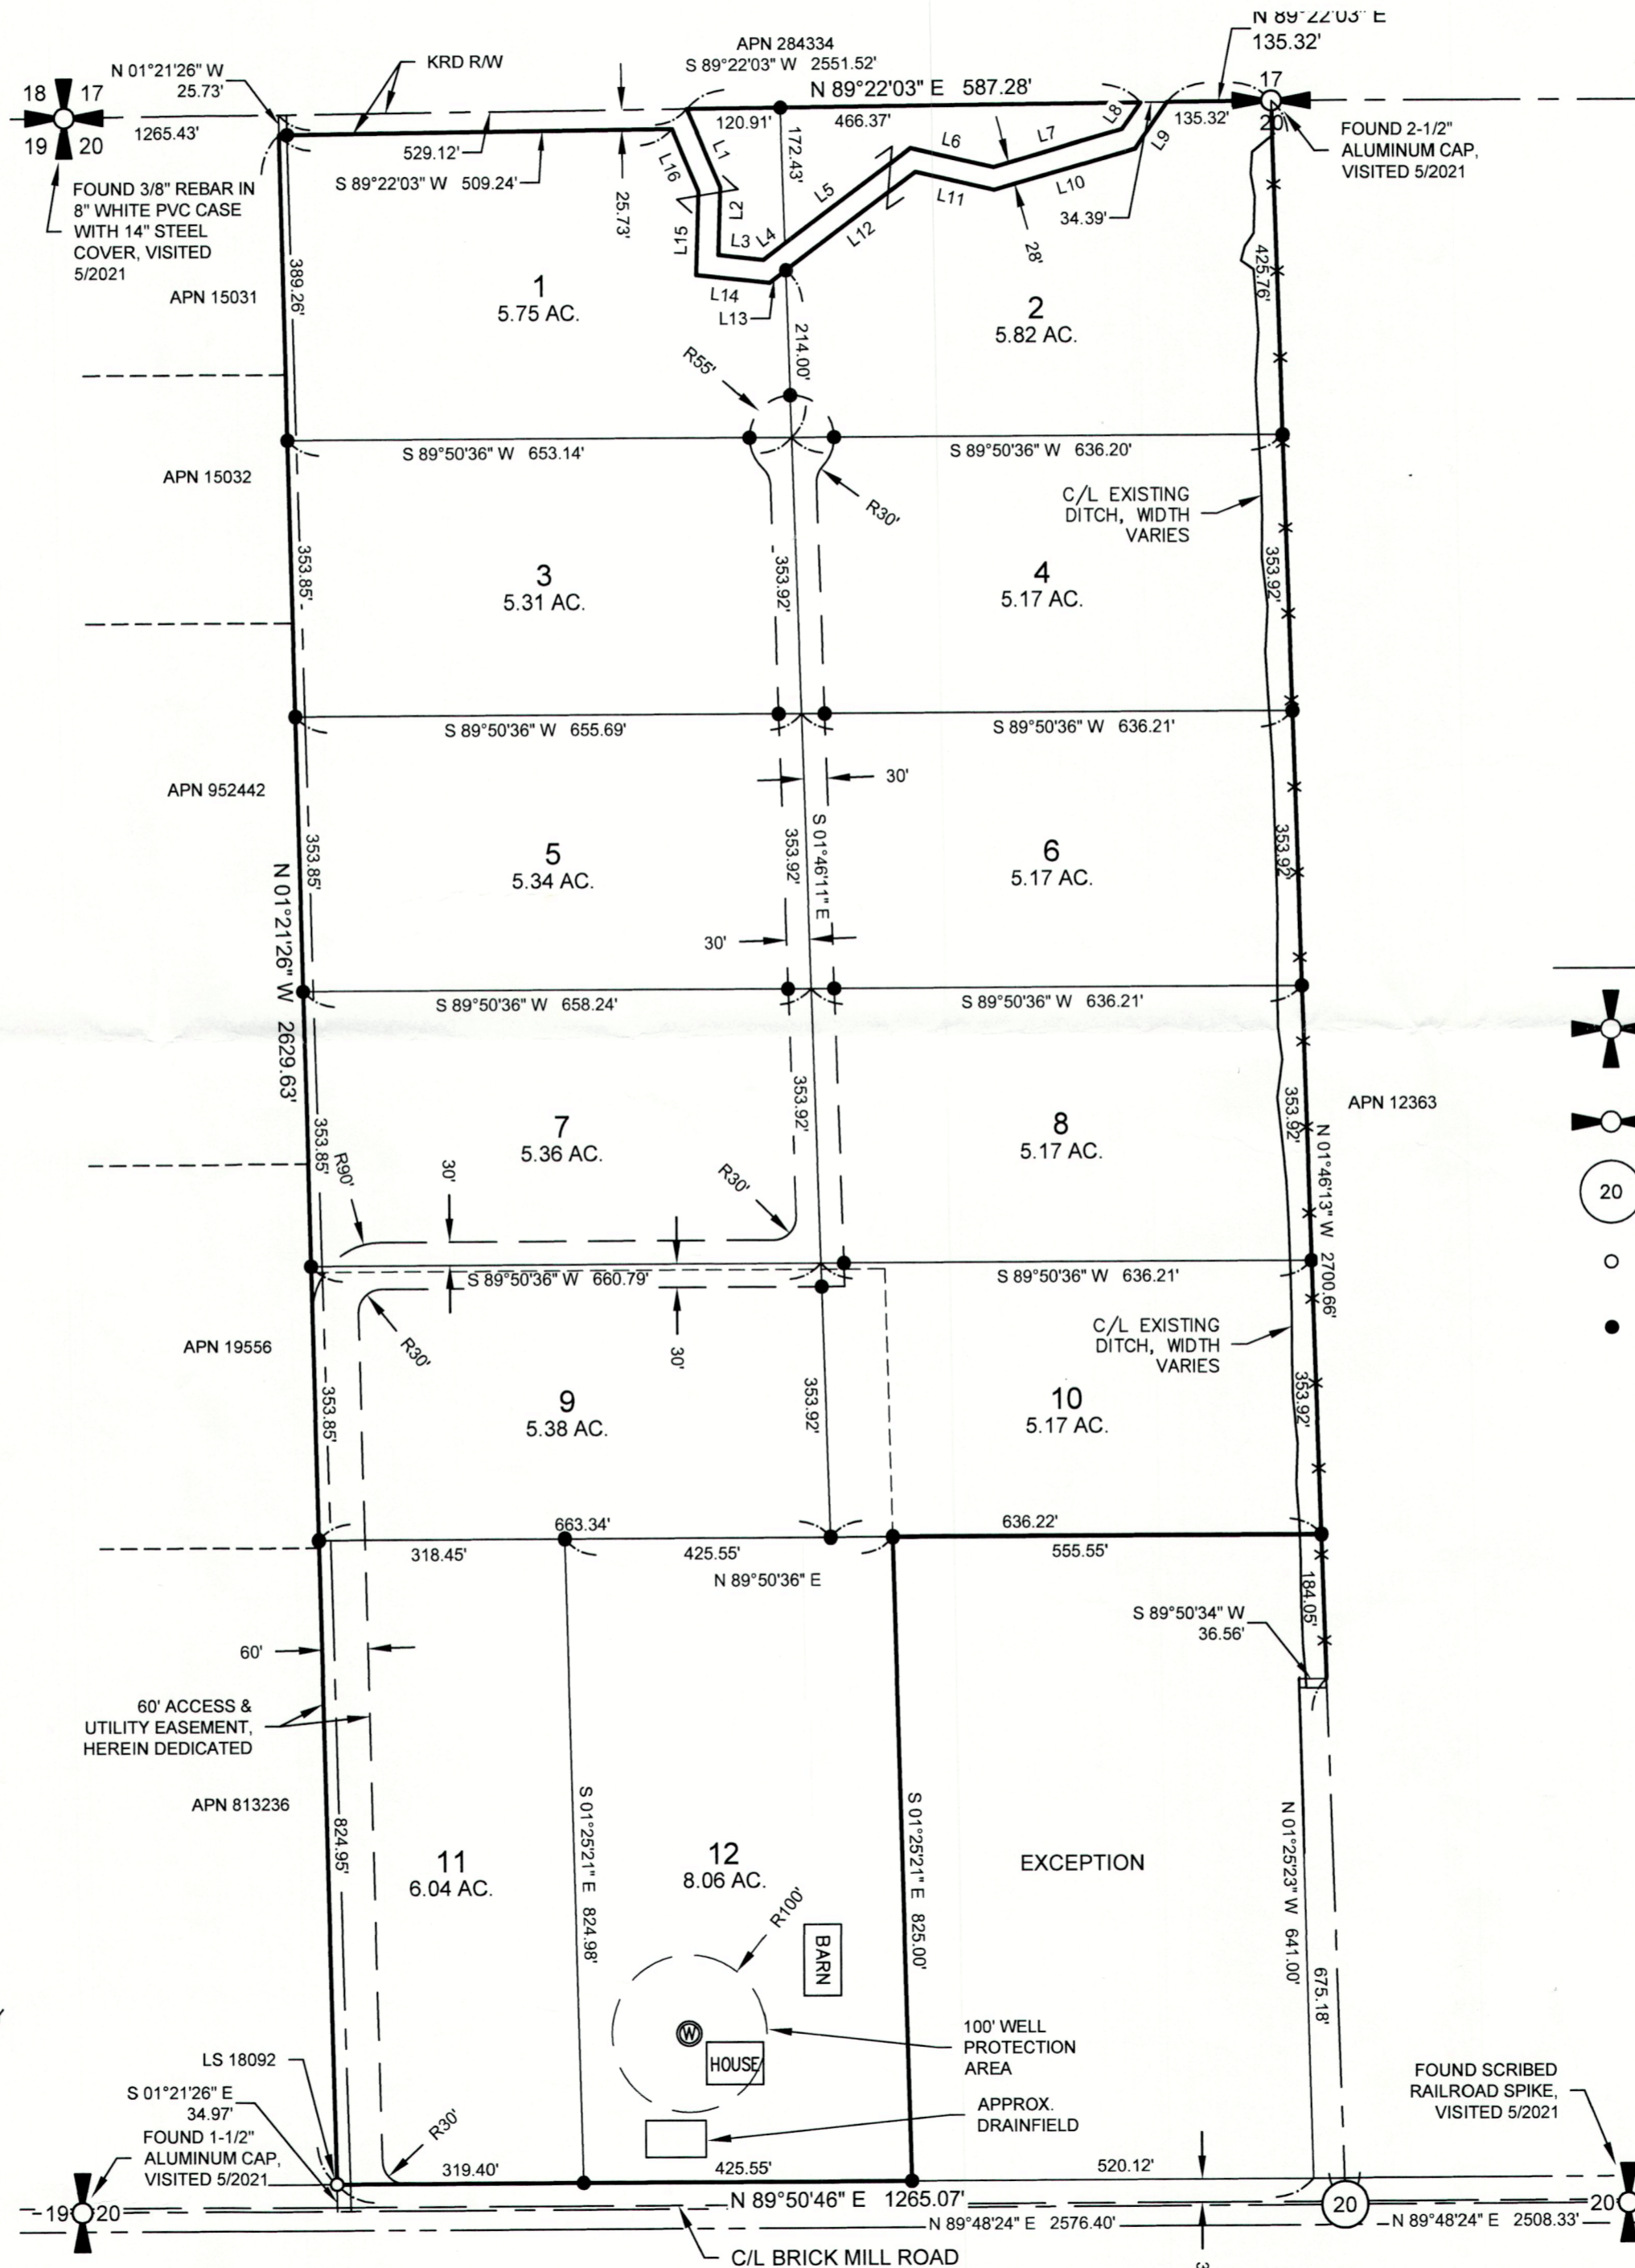 N 89°22'03" E
135.32'
APN 284334
S 89°22'03" W 2551.52'
N 89°22'03" E 587.28'
KRD R/W
N 01°21'26" W
25.73'
18 17
19 20
1265.43'
17
20
120.91'
466.37'
135.32'
529.12'
S 89°22'03" W 509.24'
25.73'
172.43'
FOUND 2-1/2"
ALUMINUM CAP,
VISITED 5/2021
FOUND 3/8" REBAR IN
8" WHITE PVC CASE
WITH 14" STEEL
COVER, VISITED
5/2021
L1
L2
L3
L4
L5
L6
L7
L8
L9
L10
L11
L12
L13
L14
L15
L16
34.39'
28'
APN 15031
389.26'
1
5.75 AC.
2
5.82 AC.
425.76'
214.00'
R55'
S 89°50'36" W 653.14'
S 89°50'36" W 636.20'
APN 15032
R30'
C/L EXISTING
DITCH, WIDTH
VARIES
353.85'
3
5.31 AC.
353.92'
4
5.17 AC.
353.92'
S 89°50'36" W 655.69'
S 89°50'36" W 636.21'
APN 952442
30'
353.85'
5
5.34 AC.
353.92'
S 01°46'11" E
6
5.17 AC.
353.92'
30'
N 01°21'26" W 2629.63'
S 89°50'36" W 658.24'
S 89°50'36" W 636.21'
20
353.85'
7
5.36 AC.
353.92'
8
5.17 AC.
353.92'
APN 12363
N 01°46'13" W 2700.66'
R90'
30'
R30'
S 89°50'36" W 660.79'
S 89°50'36" W 636.21'
APN 19556
R30'
30'
C/L EXISTING
DITCH, WIDTH
VARIES
353.85'
9
5.38 AC.
353.92'
10
5.17 AC.
353.92'
663.34'
636.22'
318.45'
425.55'
555.55'
N 89°50'36" E
184.05'
S 89°50'34" W
36.56'
60'
60' ACCESS &
UTILITY EASEMENT,
HEREIN DEDICATED
APN 813236
824.95'
11
6.04 AC.
S 01°25'21" E 824.98'
12
8.06 AC.
S 01°25'21" E 825.00'
EXCEPTION
N 01°25'23" W 641.00'
675.18'
R100'
BARN
W
HOUSE
100' WELL
PROTECTION
AREA
APPROX.
DRAINFIELD
LS 18092
S 01°21'26" E
34.97'
FOUND 1-1/2"
ALUMINUM CAP,
VISITED 5/2021
R30'
FOUND SCRIBED
RAILROAD SPIKE,
VISITED 5/2021
319.40'
425.55'
520.12'
19 20
N 89°50'46" E 1265.07'
20
20
N 89°48'24" E 2576.40'
N 89°48'24" E 2508.33'
C/L BRICK MILL ROAD